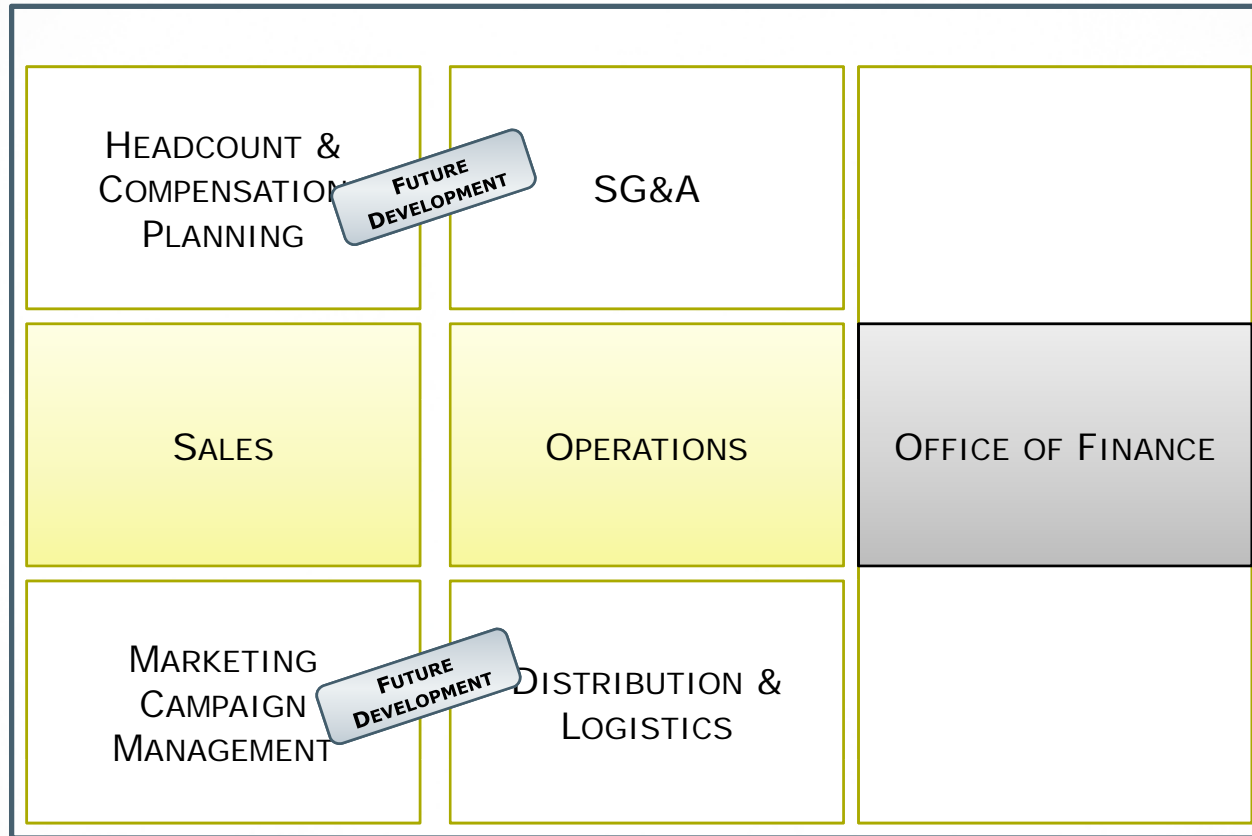 HEADCOUNT &
COMPENSATION
PLANNING
FUTURE
DEVELOPMENT
SG&A
SALES
OPERATIONS
OFFICE OF FINANCE
MARKETING
CAMPAIGN
MANAGEMENT
FUTURE
DEVELOPMENT
DISTRIBUTION &
LOGISTICS